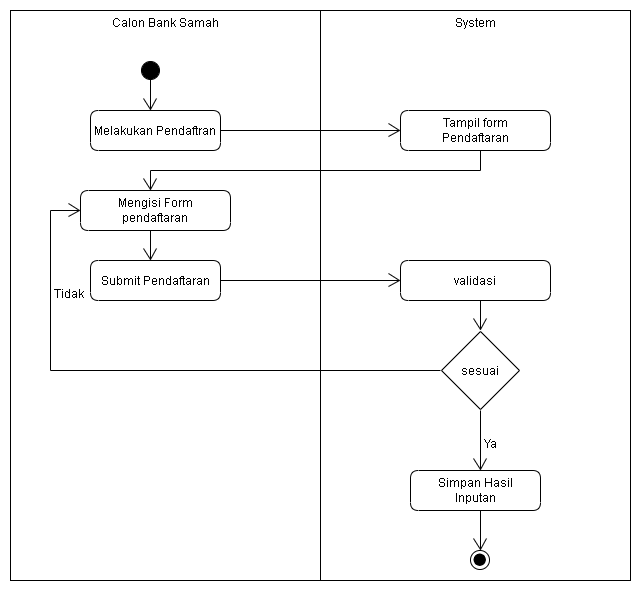 Calon Bank Samah
System
Melakukan Pendaftran
Tampil form
Pendaftaran
Mengisi Form
pendaftaran
Submit Pendaftaran
validasi
Tidak
sesuai
Ya
Simpan Hasil
Inputan